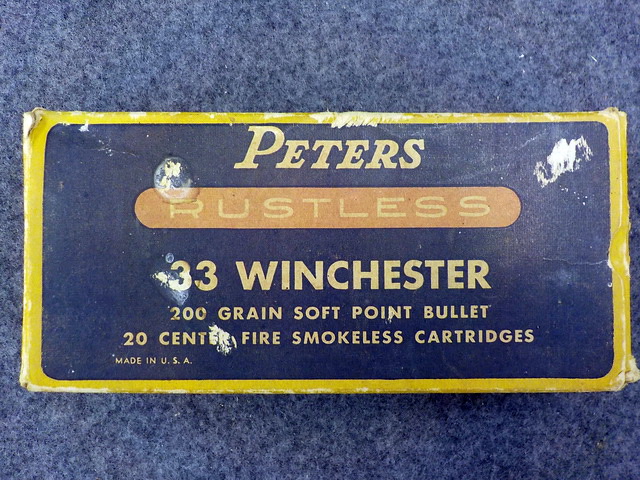 PETERS
RUSTLESS
33 WINCHESTER
200 GRAIN SOFT POINT BULLET
20 CENTER FIRE SMOKELESS CARTRIDGES
MADE IN U. S. A.